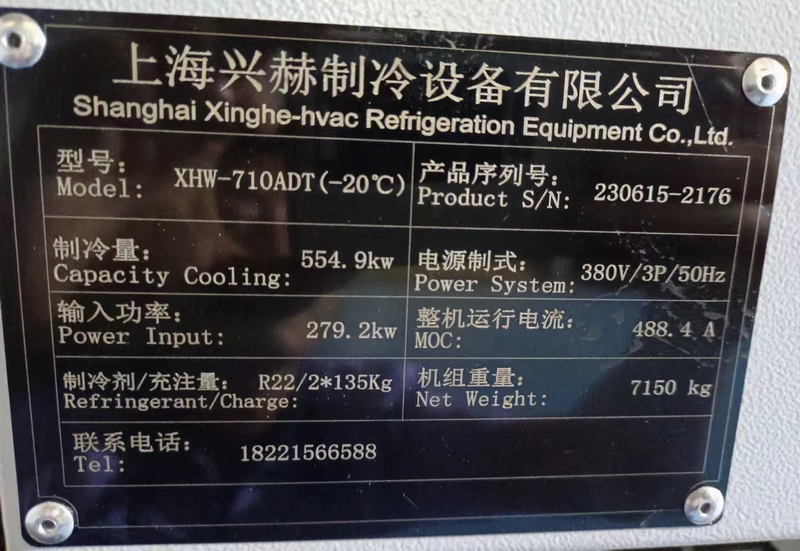 上海兴赫制冷设备有限公司
Shanghai Xinghe-hvac Refrigeration Equipment Co.,Ltd.
型号:
Model: XHW-710ADT(-20℃)
产品序列号:
Product S/N: 230615-2176
制冷量:
Capacity Cooling: 554.9kw
电源制式:
Power System: 380V/3P/50Hz
输入功率:
Power Input: 279.2kw
整机运行电流:
MOC: 488.4 A
制冷剂/充注量: R22/2*135Kg
Refringerant/Charge:
机组重量:
Net Weight: 7150 kg
联系电话:
Tel: 18221566588